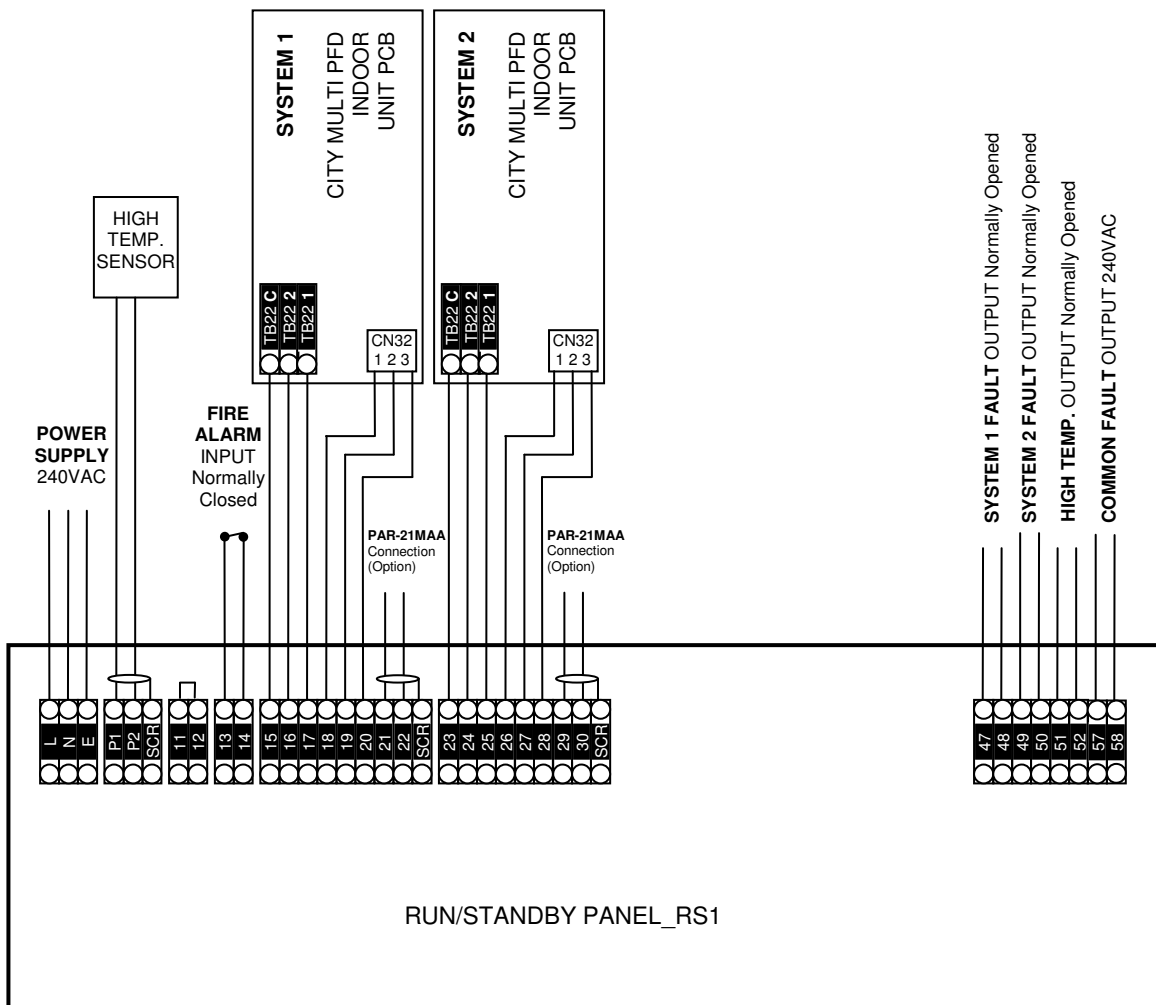 SYSTEM 1
CITY MULTI PFD
INDOOR
UNIT PCB
TB22 C
TB22 2
TB22 1
CN32
1 2 3
SYSTEM 2
CITY MULTI PFD
INDOOR
UNIT PCB
TB22 C
TB22 2
TB22 1
CN32
1 2 3
HIGH
TEMP.
SENSOR
POWER
SUPPLY
240VAC
FIRE
ALARM
INPUT
Normally
Closed
PAR-21MAA
Connection
(Option)
PAR-21MAA
Connection
(Option)
SYSTEM 1 FAULT OUTPUT Normally Opened
SYSTEM 2 FAULT OUTPUT Normally Opened
HIGH TEMP. OUTPUT Normally Opened
COMMON FAULT OUTPUT 240VAC
L
N
E
P1
P2
SCR
11
12
13
14
15
16
17
18
19
20
21
22
SCR
23
24
25
26
27
28
29
30
SCR
47
48
49
50
51
52
57
58
RUN/STANDBY PANEL_RS1